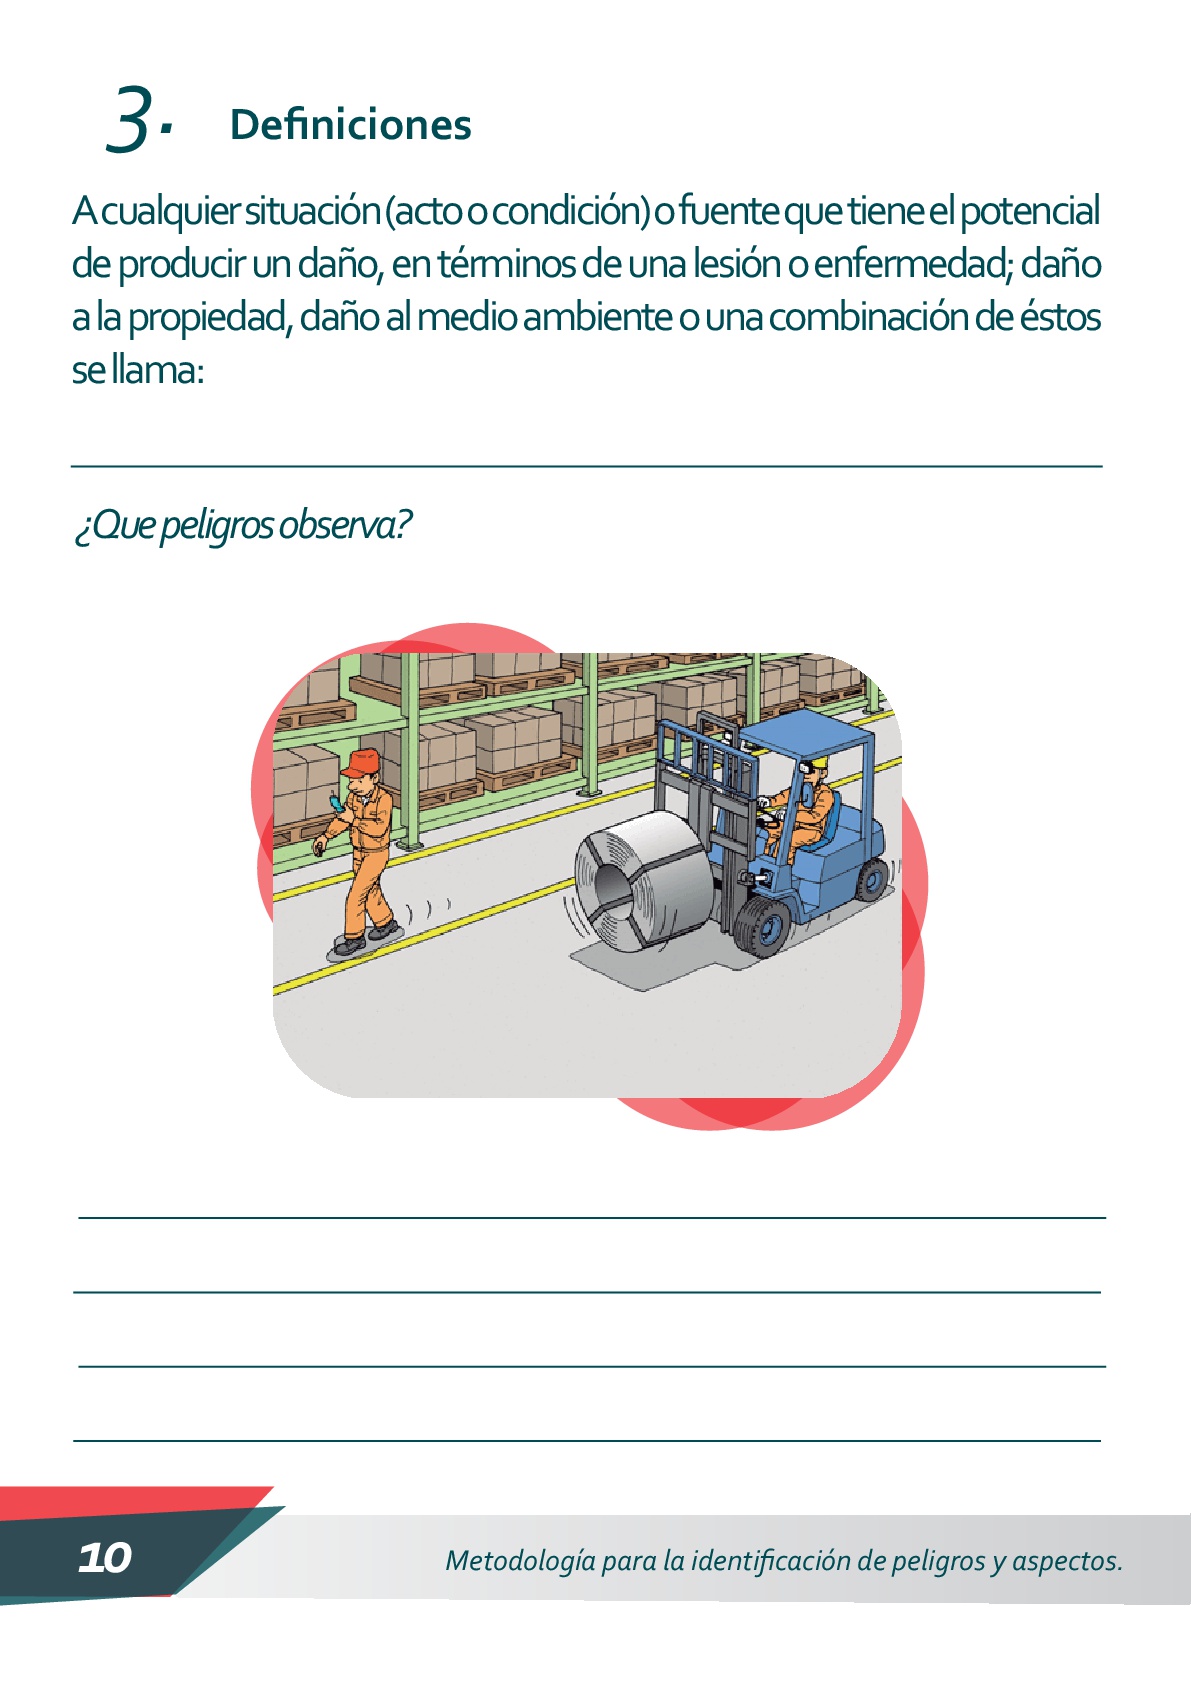 3. Definiciones
A cualquier situación (acto o condición) o fuente que tiene el potencial
de producir un daño, en términos de una lesión o enfermedad; daño
a la propiedad, daño al medio ambiente o una combinación de éstos
se llama:
¿Que peligros observa?
10
Metodología para la identificación de peligros y aspectos.